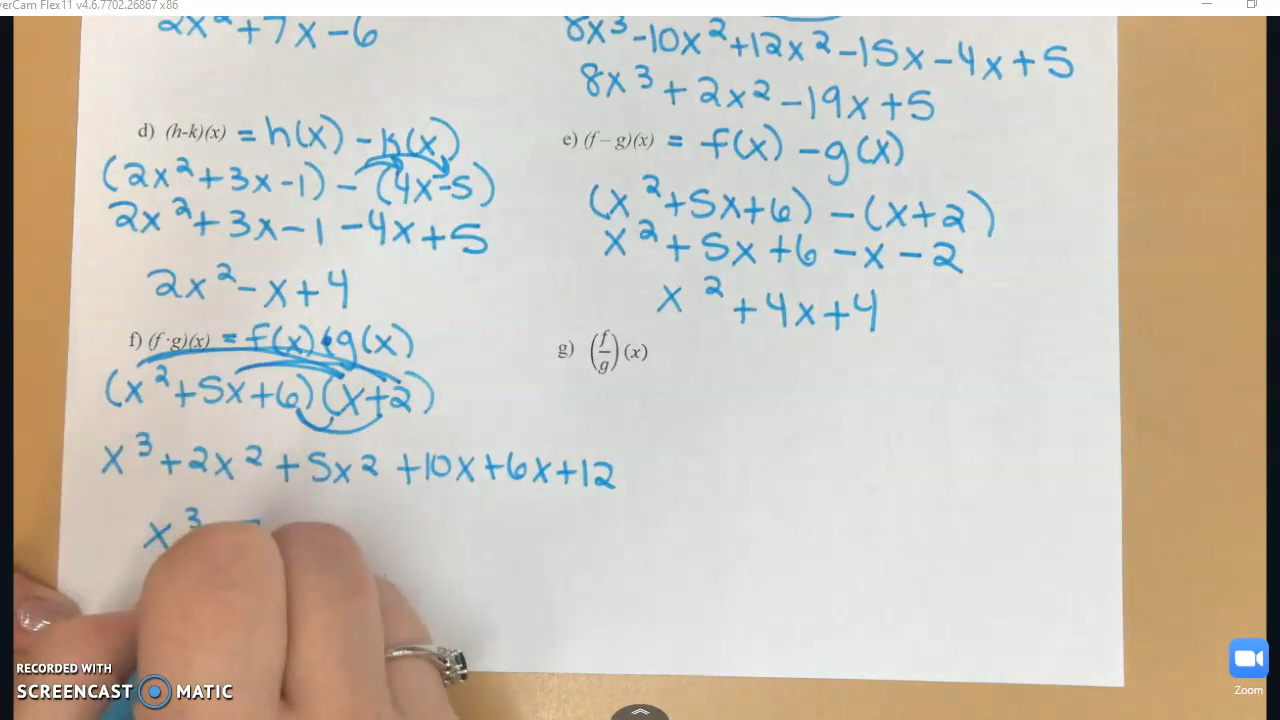 verCam Flex11 v4.6.7702.26867 x86
2x² + 7x - 6
8x³ - 10x² + 12x² - 15x - 4x + 5
8x³ + 2x² - 19x + 5
d) (h-k)(x) = h(x) - k(x)
(2x² + 3x - 1) - (4x - 5)
2x² + 3x - 1 - 4x + 5
2x² - x + 4
e) (f - g)(x) = f(x) - g(x)
(x² + 5x + 6) - (x + 2)
x² + 5x + 6 - x - 2
x² + 4x + 4
f) (f·g)(x) = f(x)·g(x)
(x² + 5x + 6)(x + 2)
x³ + 2x² + 5x² + 10x + 6x + 12
x³
g) (f/g)(x)
RECORDED WITH
SCREENCAST MATIC
Zoom